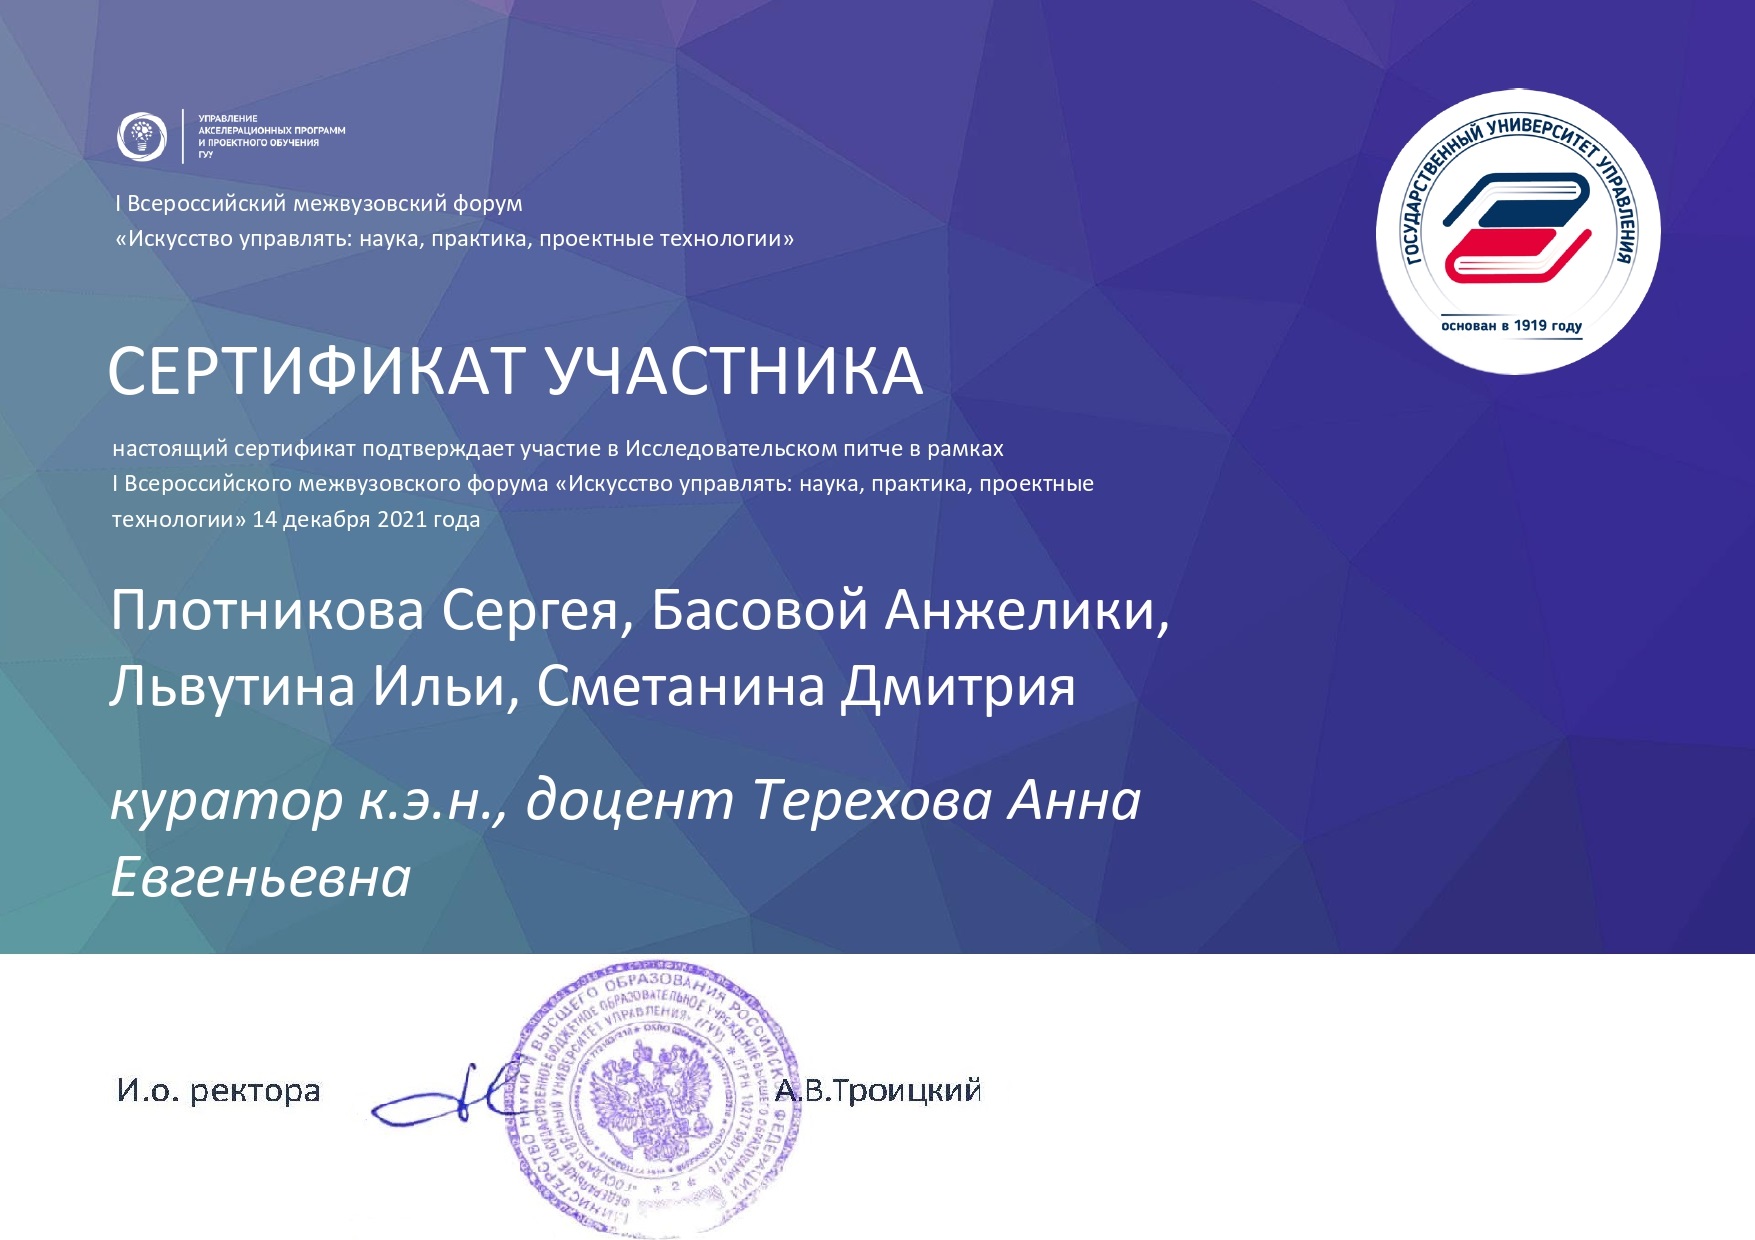 УПРАВЛЕНИЕ
АКСЕЛЕРАЦИОННЫХ ПРОГРАММ
И ПРОЕКТНОГО ОБУЧЕНИЯ
ГУУ
I Всероссийский межвузовский форум
«Искусство управлять: наука, практика, проектные технологии»
ГОСУДАРСТВЕННЫЙ УНИВЕРСИТЕТ УПРАВЛЕНИЯ
основан в 1919 году
СЕРТИФИКАТ УЧАСТНИКА
настоящий сертификат подтверждает участие в Исследовательском питче в рамках
I Всероссийского межвузовского форума «Искусство управлять: наука, практика, проектные
технологии» 14 декабря 2021 года
Плотникова Сергея, Басовой Анжелики,
Львутина Ильи, Сметанина Дмитрия
куратор к.э.н., доцент Терехова Анна
Евгеньевна
И.о. ректора
А.В.Троицкий
МИНИСТЕРСТВО НАУКИ И ВЫСШЕГО ОБРАЗОВАНИЯ РОССИЙСКОЙ ФЕДЕРАЦИИ
ФЕДЕРАЛЬНОЕ ГОСУДАРСТВЕННОЕ БЮДЖЕТНОЕ ОБРАЗОВАТЕЛЬНОЕ УЧРЕЖДЕНИЕ ВЫСШЕГО ОБРАЗОВАНИЯ
«ГОСУДАРСТВЕННЫЙ УНИВЕРСИТЕТ УПРАВЛЕНИЯ» (ГУУ) * ОГРН
* 2 *